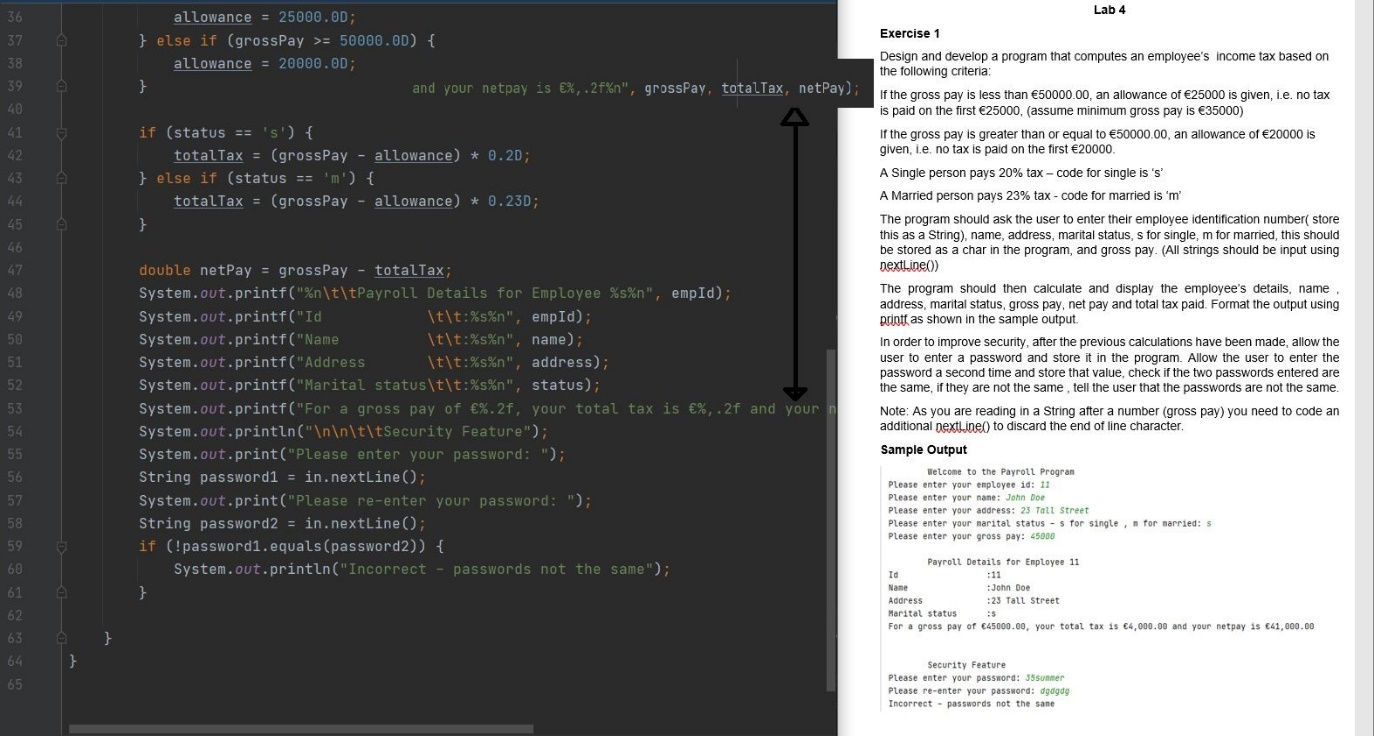 36 allowance = 25000.0D;
37 } else if (grossPay >= 50000.0D) {
38 allowance = 20000.0D;
39 } and your netpay is €%,.2f%n", grossPay, totalTax, netPay);
40
41 if (status == 's') {
42 totalTax = (grossPay - allowance) * 0.2D;
43 } else if (status == 'm') {
44 totalTax = (grossPay - allowance) * 0.23D;
45 }
46
47 double netPay = grossPay - totalTax;
48 System.out.printf("%n\t\tPayroll Details for Employee %s%n", empId);
49 System.out.printf("Id \t\t:%s%n", empId);
50 System.out.printf("Name \t\t:%s%n", name);
51 System.out.printf("Address \t\t:%s%n", address);
52 System.out.printf("Marital status\t\t:%s%n", status);
53 System.out.printf("For a gross pay of €%.2f, your total tax is €%,.2f and your n
54 System.out.println("\n\n\t\tSecurity Feature");
55 System.out.print("Please enter your password: ");
56 String password1 = in.nextLine();
57 System.out.print("Please re-enter your password: ");
58 String password2 = in.nextLine();
59 if (!password1.equals(password2)) {
60 System.out.println("Incorrect - passwords not the same");
61 }
62
63 }
64 }
65
Lab 4
Exercise 1
Design and develop a program that computes an employee's income tax based on
the following criteria:
If the gross pay is less than €50000.00, an allowance of €25000 is given, i.e. no tax
is paid on the first €25000, (assume minimum gross pay is €35000)
If the gross pay is greater than or equal to €50000.00, an allowance of €20000 is
given, i.e. no tax is paid on the first €20000.
A Single person pays 20% tax – code for single is 's'
A Married person pays 23% tax - code for married is 'm'
The program should ask the user to enter their employee identification number( store
this as a String), name, address, marital status, s for single, m for married, this should
be stored as a char in the program, and gross pay. (All strings should be input using
nextLine())
The program should then calculate and display the employee's details, name ,
address, marital status, gross pay, net pay and total tax paid. Format the output using
printf as shown in the sample output.
In order to improve security, after the previous calculations have been made, allow the
user to enter a password and store it in the program. Allow the user to enter the
password a second time and store that value, check if the two passwords entered are
the same, if they are not the same , tell the user that the passwords are not the same.
Note: As you are reading in a String after a number (gross pay) you need to code an
additional nextLine() to discard the end of line character.
Sample Output
Welcome to the Payroll Program
Please enter your employee id: 11
Please enter your name: John Doe
Please enter your address: 23 Tall Street
Please enter your marital status - s for single , m for married: s
Please enter your gross pay: 45000
Payroll Details for Employee 11
Id :11
Name :John Doe
Address :23 Tall Street
Marital status :s
For a gross pay of €45000.00, your total tax is €4,000.00 and your netpay is €41,000.00
Security Feature
Please enter your password: 35summer
Please re-enter your password: dgdgdg
Incorrect - passwords not the same